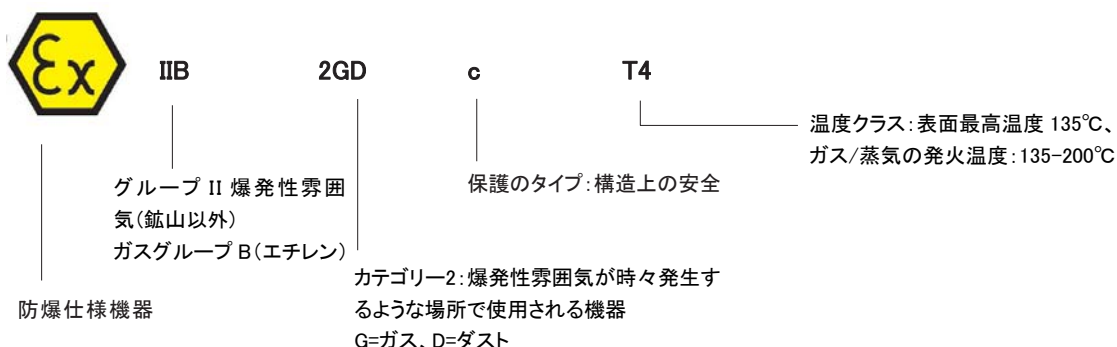 Ex IIB 2GD c T4
温度クラス：表面最高温度 135℃、
ガス/蒸気の発火温度：135-200℃
グループ II 爆発性雰囲
気（鉱山以外）
ガスグループ B（エチレン）
保護のタイプ：構造上の安全
カテゴリー2：爆発性雰囲気が時々発生す
るような場所で使用される機器
G=ガス、D=ダスト
防爆仕様機器